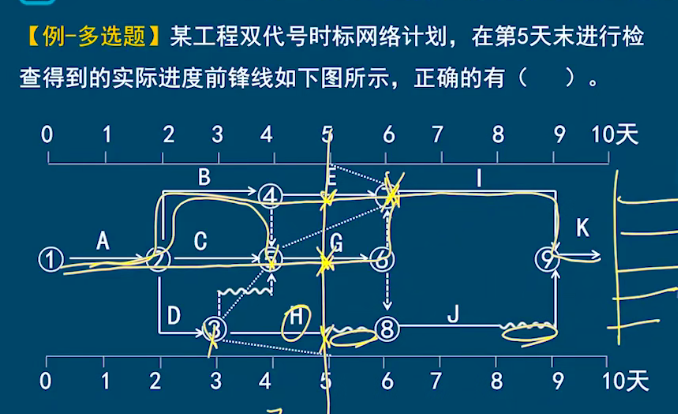 【例-多选题】某工程双代号时标网络计划，在第5天末进行检
查得到的实际进度前锋线如下图所示，正确的有（ ）。
0 1 2 3 4 5 6 7 8 9 10天
B E I
④
A C G K
① ② ⑥ ⑨
D H J
③ ⑧
0 1 2 3 4 5 6 7 8 9 10天